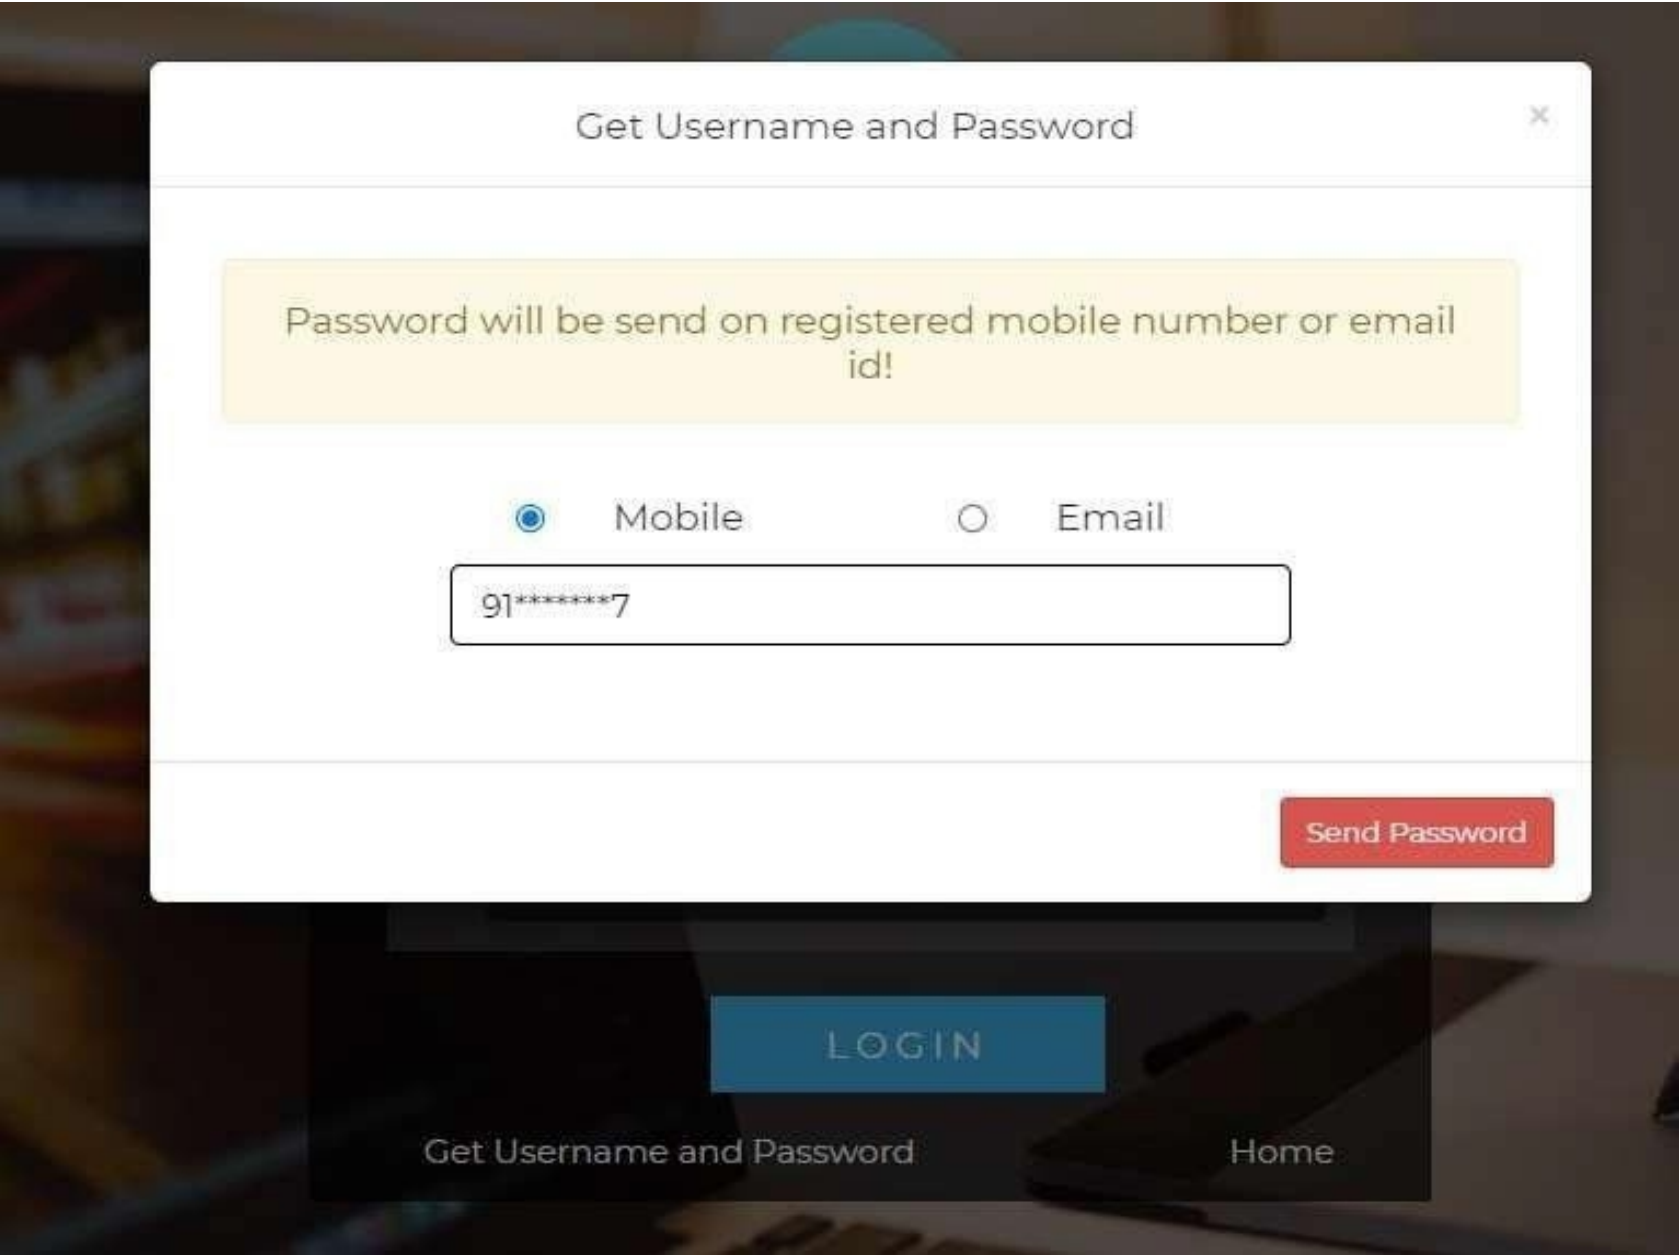 Get Username and Password
×
Password will be send on registered mobile number or email
id!
Mobile Email
91*******7
Send Password
LOGIN
Get Username and Password Home